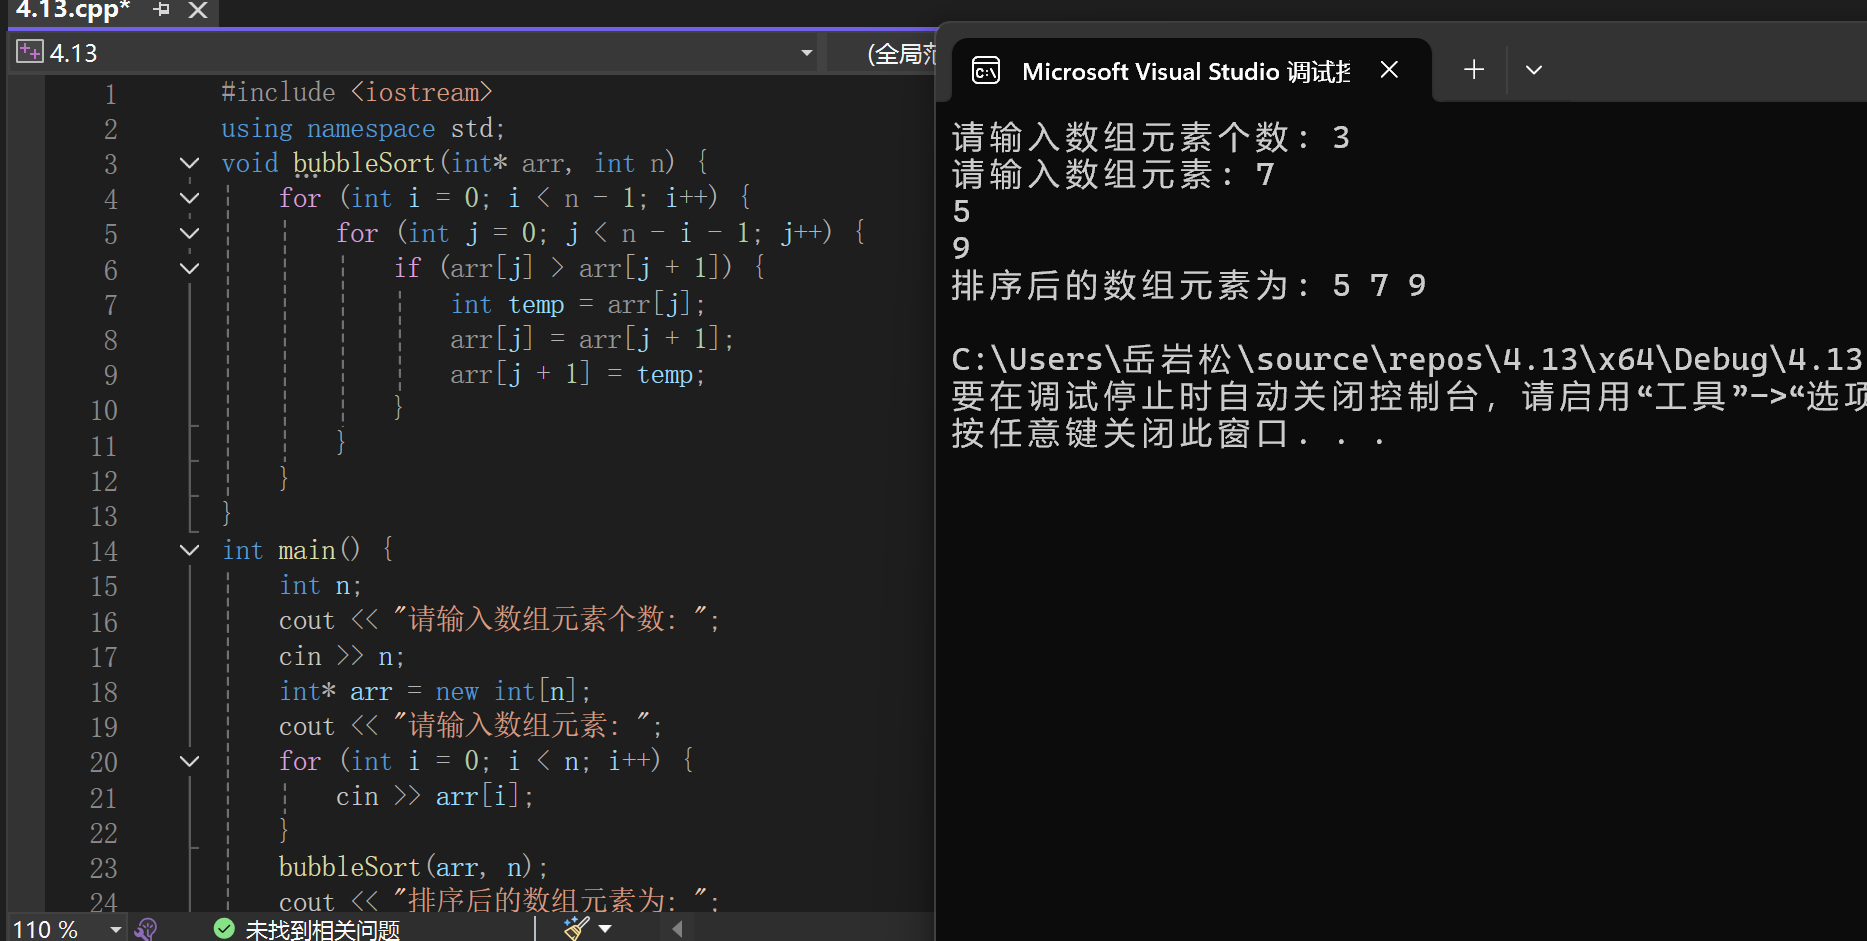 4.13.cpp*
4.13
(全局范
1 #include <iostream>
2 using namespace std;
3 void bubbleSort(int* arr, int n) {
4 for (int i = 0; i < n - 1; i++) {
5 for (int j = 0; j < n - i - 1; j++) {
6 if (arr[j] > arr[j + 1]) {
7 int temp = arr[j];
8 arr[j] = arr[j + 1];
9 arr[j + 1] = temp;
10 }
11 }
12 }
13 }
14 int main() {
15 int n;
16 cout << "请输入数组元素个数: ";
17 cin >> n;
18 int* arr = new int[n];
19 cout << "请输入数组元素: ";
20 for (int i = 0; i < n; i++) {
21 cin >> arr[i];
22 }
23 bubbleSort(arr, n);
24 cout << "排序后的数组元素为: ";
110 %
未找到相关问题
Microsoft Visual Studio 调试控
请输入数组元素个数: 3
请输入数组元素: 7
5
9
排序后的数组元素为: 5 7 9
C:\Users\岳岩松\source\repos\4.13\x64\Debug\4.13
要在调试停止时自动关闭控制台，请启用“工具”->“选项
按任意键关闭此窗口. . .